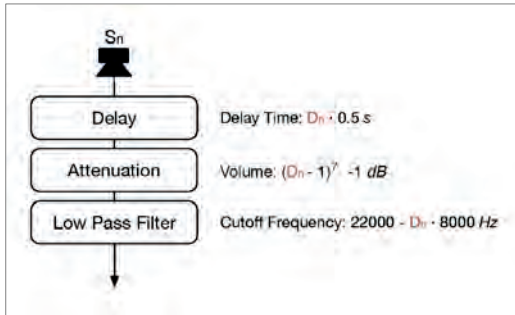 Sn
Delay
Delay Time: Dn · 0.5 s
Attenuation
Volume: (Dn - 1)⁷ -1 dB
Low Pass Filter
Cutoff Frequency: 22000 - Dn · 8000 Hz